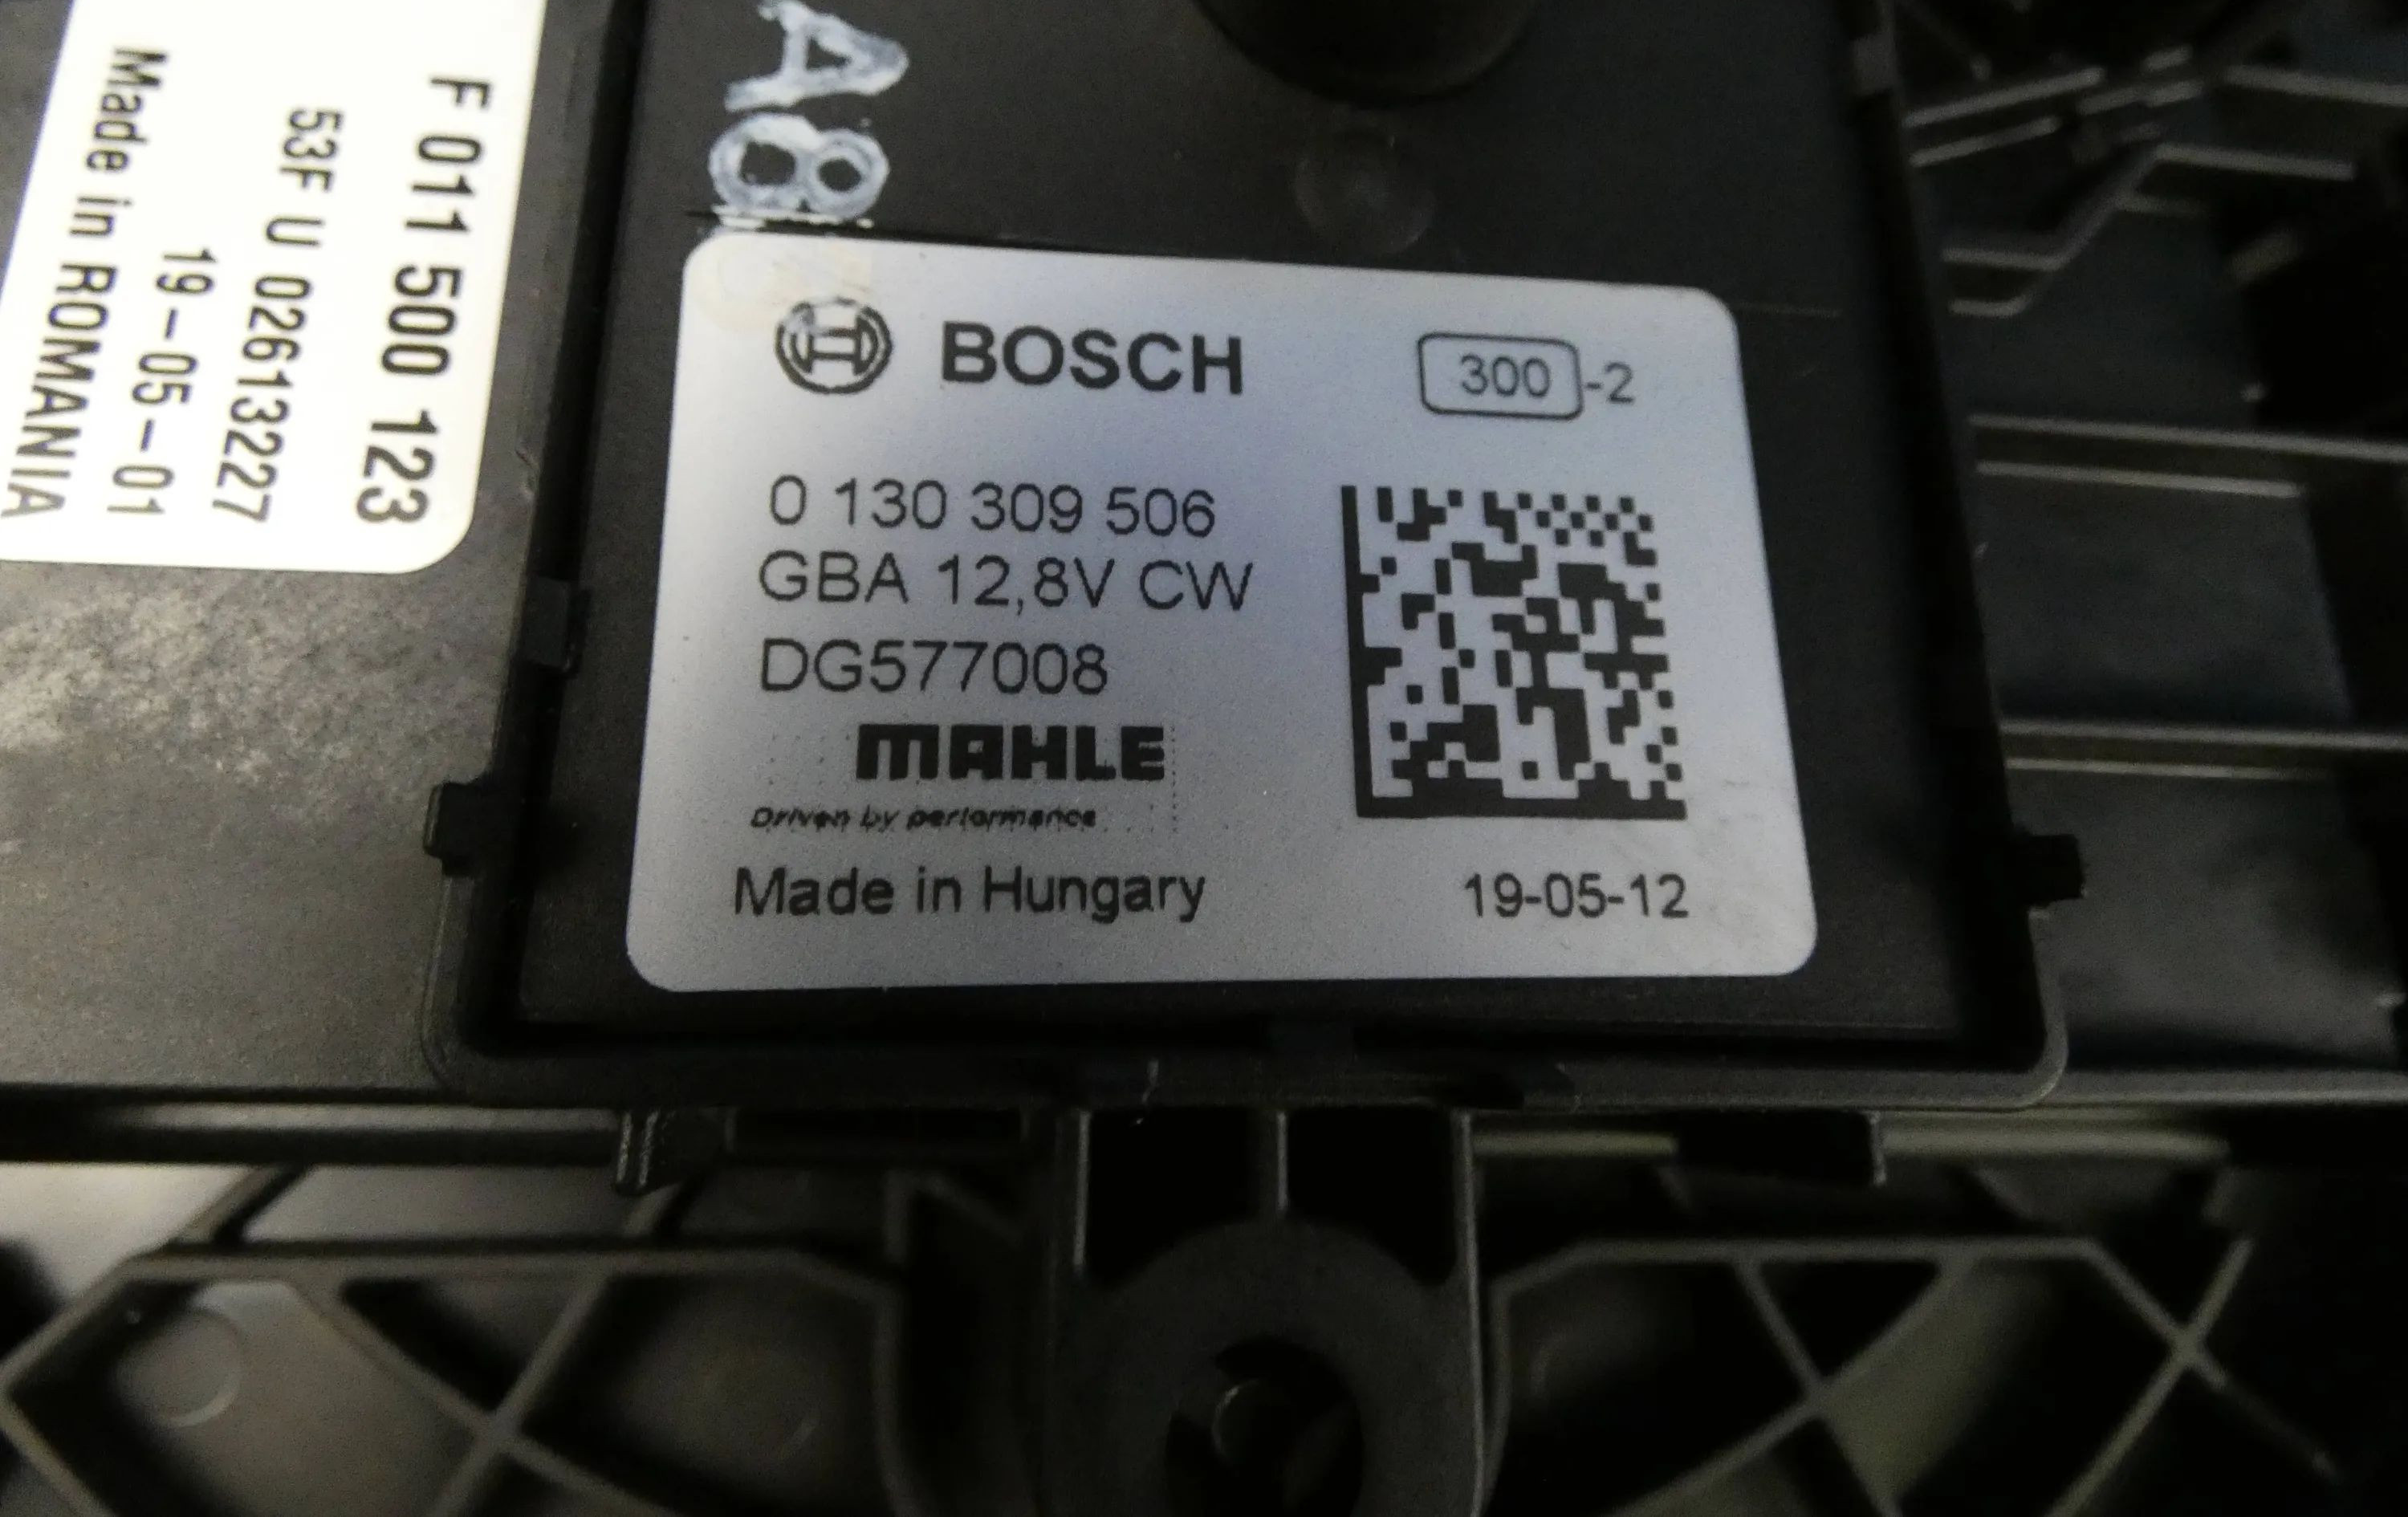 A8
F 011 500 123
53F U 02613227
19-05-01
Made in ROMANIA
BOSCH
300-2
0 130 309 506
GBA 12,8V CW
DG577008
MAHLE
Driven by performance
Made in Hungary
19-05-12